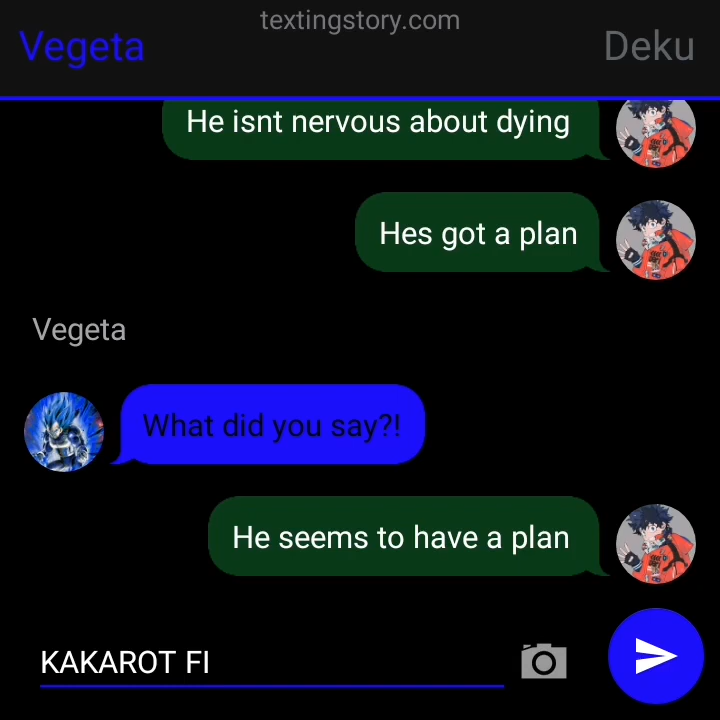 textingstory.com
Vegeta
Deku
He isnt nervous about dying
Hes got a plan
Vegeta
What did you say?!
He seems to have a plan
KAKAROT FI